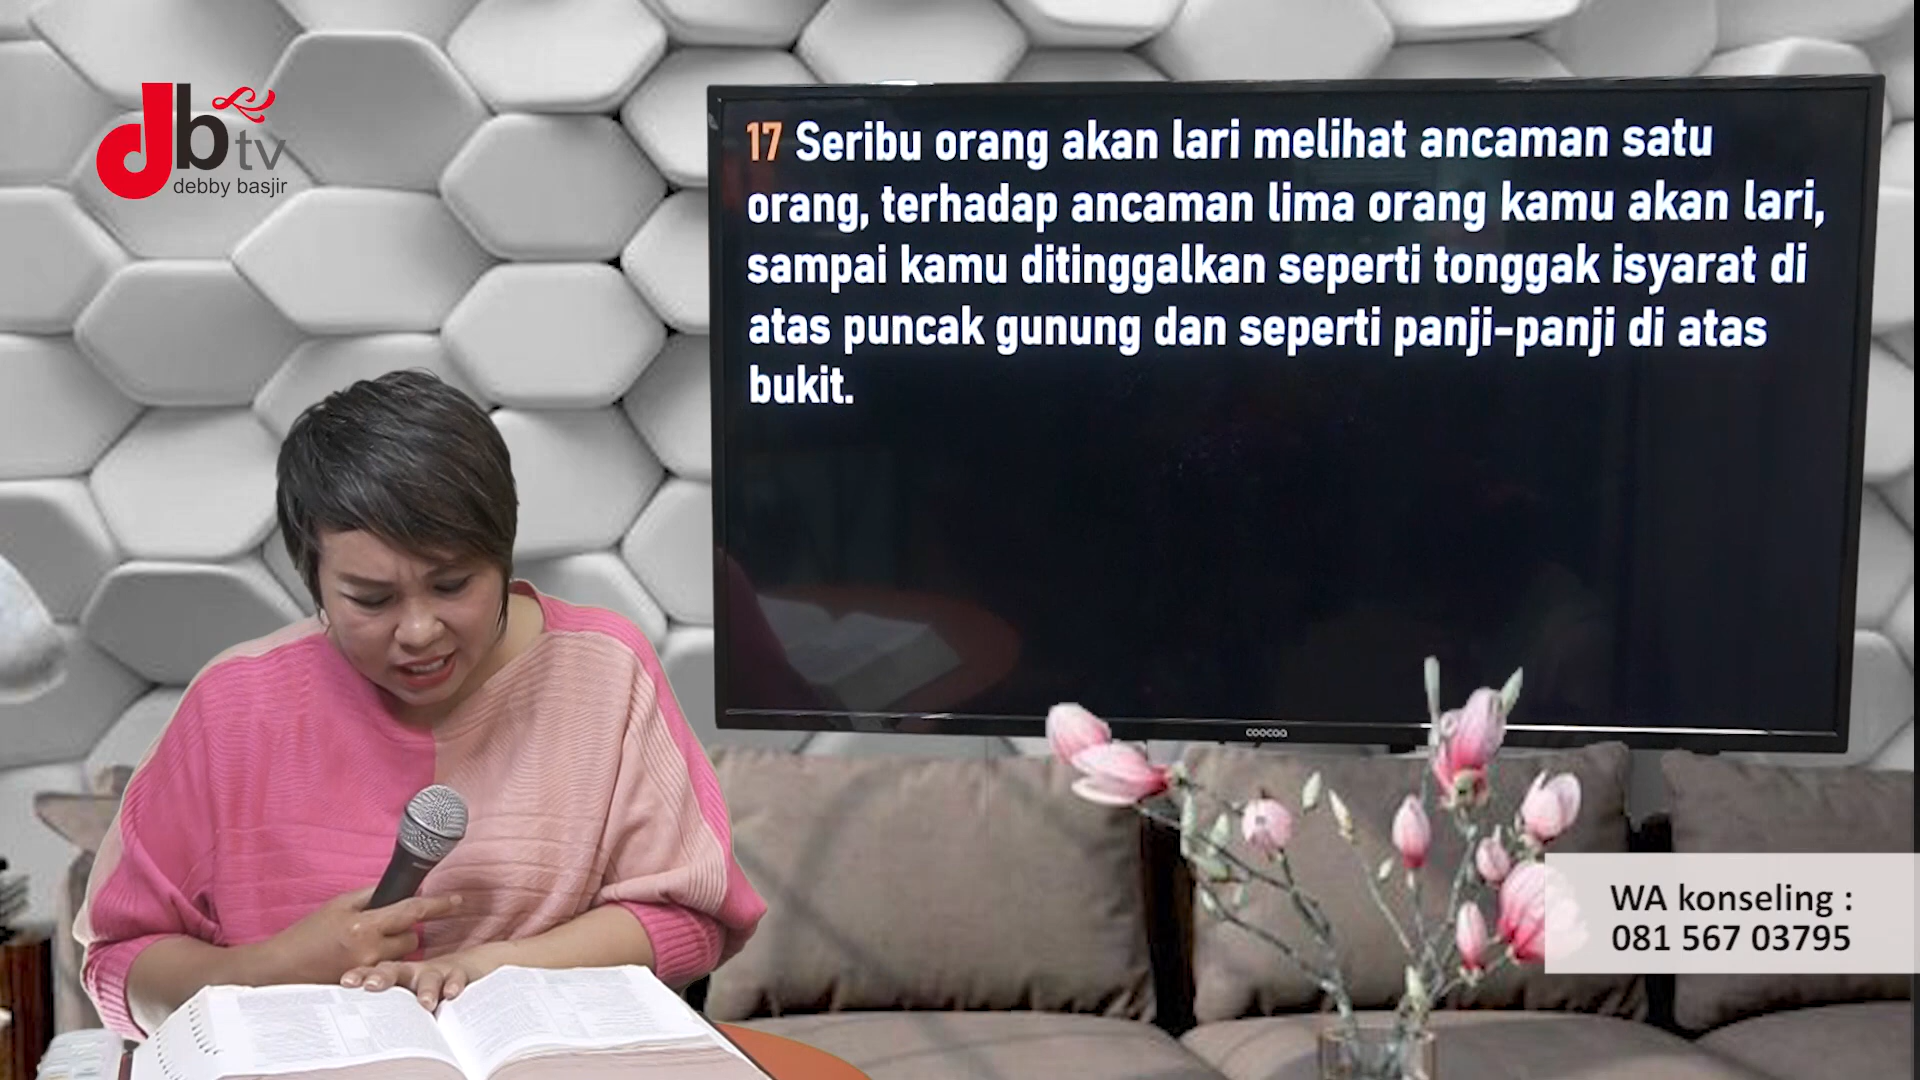 db tv
debby basjir
17 Seribu orang akan lari melihat ancaman satu
orang, terhadap ancaman lima orang kamu akan lari,
sampai kamu ditinggalkan seperti tonggak isyarat di
atas puncak gunung dan seperti panji-panji di atas
bukit.
coocaa
WA konseling :
081 567 03795